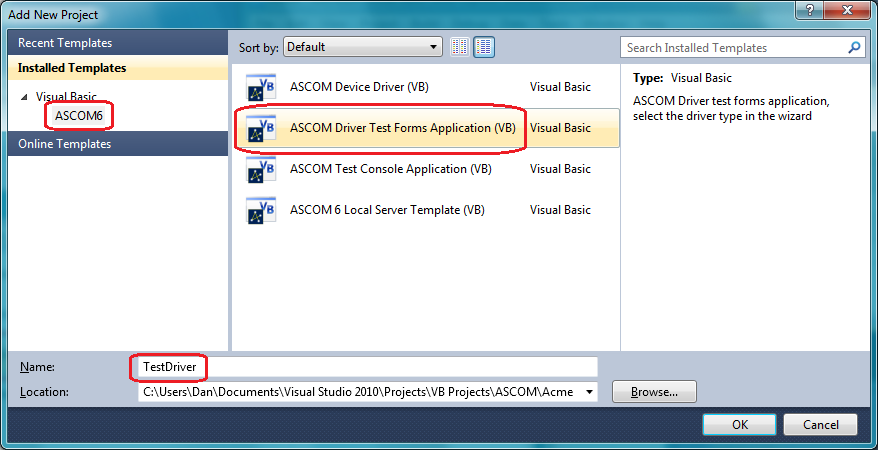 Add New Project
?
Recent Templates
Installed Templates
Visual Basic
ASCOM6
Online Templates
Sort by: Default
Search Installed Templates
VB ASCOM Device Driver (VB) Visual Basic
VB ASCOM Driver Test Forms Application (VB) Visual Basic
VB ASCOM Test Console Application (VB) Visual Basic
VB ASCOM 6 Local Server Template (VB) Visual Basic
Type: Visual Basic
ASCOM Driver test forms application,
select the driver type in the wizard
Name: TestDriver
Location: C:\Users\Dan\Documents\Visual Studio 2010\Projects\VB Projects\ASCOM\Acme
Browse...
OK Cancel